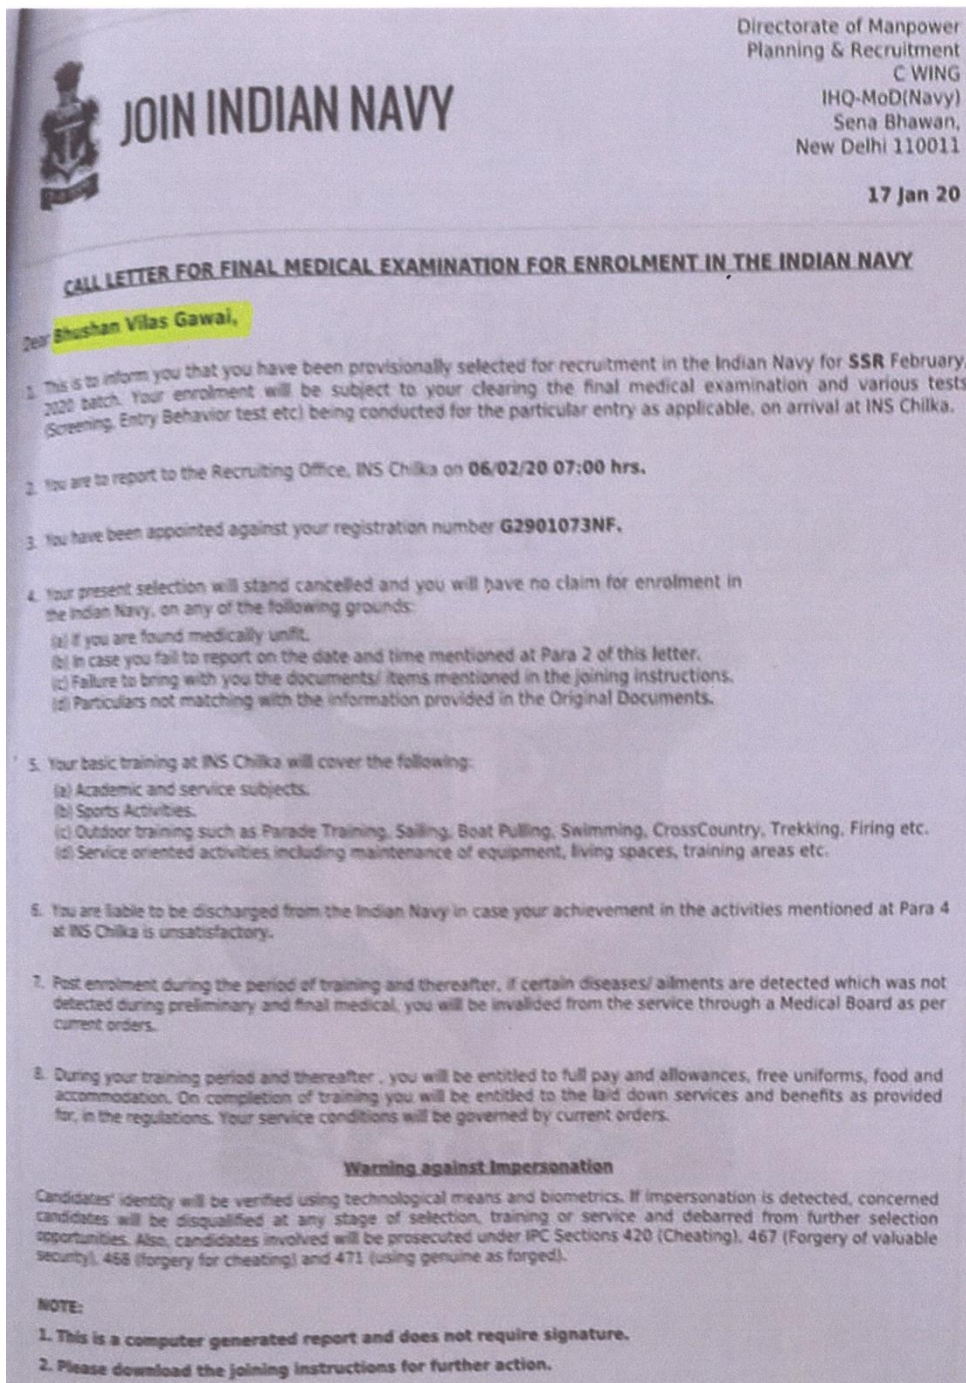 Directorate of Manpower
Planning & Recruitment
C WING
IHQ-MoD(Navy)
Sena Bhawan,
New Delhi 110011
JOIN INDIAN NAVY
17 Jan 20
CALL LETTER FOR FINAL MEDICAL EXAMINATION FOR ENROLMENT IN THE INDIAN NAVY
Dear Bhushan Vilas Gawai,
1. This is to inform you that you have been provisionally selected for recruitment in the Indian Navy for SSR February,
2020 batch. Your enrolment will be subject to your clearing the final medical examination and various tests
(Screening, Entry Behavior test etc) being conducted for the particular entry as applicable, on arrival at INS Chilka.
2. You are to report to the Recruiting Office, INS Chilka on 06/02/20 07:00 hrs.
3. You have been appointed against your registration number G2901073NF.
4. Your present selection will stand cancelled and you will have no claim for enrolment in
the Indian Navy, on any of the following grounds:
(a) If you are found medically unfit.
(b) In case you fail to report on the date and time mentioned at Para 2 of this letter.
(c) Failure to bring with you the documents/ items mentioned in the joining instructions.
(d) Particulars not matching with the information provided in the Original Documents.
5. Your basic training at INS Chilka will cover the following:
(a) Academic and service subjects.
(b) Sports Activities.
(c) Outdoor training such as Parade Training, Sailing, Boat Pulling, Swimming, CrossCountry, Trekking, Firing etc.
(d) Service oriented activities including maintenance of equipment, living spaces, training areas etc.
6. You are liable to be discharged from the Indian Navy in case your achievement in the activities mentioned at Para 4
at INS Chilka is unsatisfactory.
7. Post enrolment during the period of training and thereafter, if certain diseases/ ailments are detected which was not
detected during preliminary and final medical, you will be invalided from the service through a Medical Board as per
current orders.
8. During your training period and thereafter , you will be entitled to full pay and allowances, free uniforms, food and
accommodation. On completion of training you will be entitled to the laid down services and benefits as provided
for, in the regulations. Your service conditions will be governed by current orders.
Warning against Impersonation
Candidates' identity will be verified using technological means and biometrics. If impersonation is detected, concerned
candidates will be disqualified at any stage of selection, training or service and debarred from further selection
opportunities. Also, candidates involved will be prosecuted under IPC Sections 420 (Cheating), 467 (Forgery of valuable
security), 468 (forgery for cheating) and 471 (using genuine as forged).
NOTE:
1. This is a computer generated report and does not require signature.
2. Please download the joining instructions for further action.